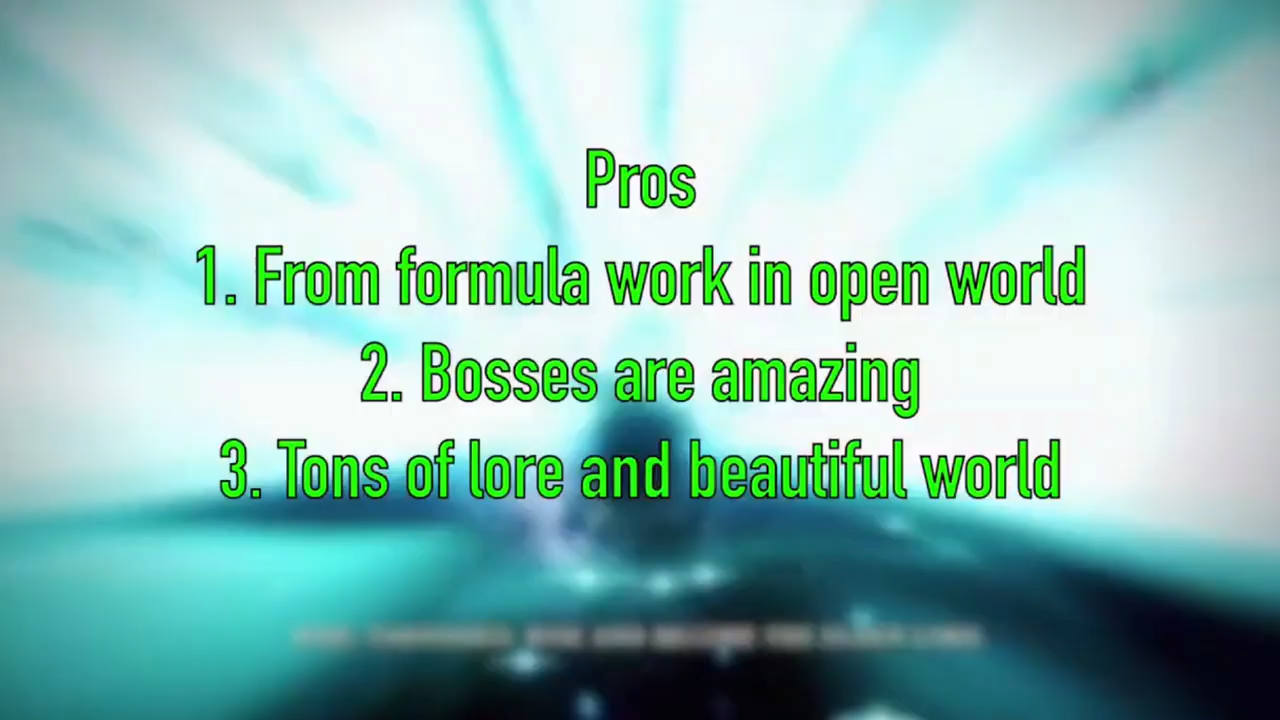 Pros
1. From formula work in open world
2. Bosses are amazing
3. Tons of lore and beautiful world